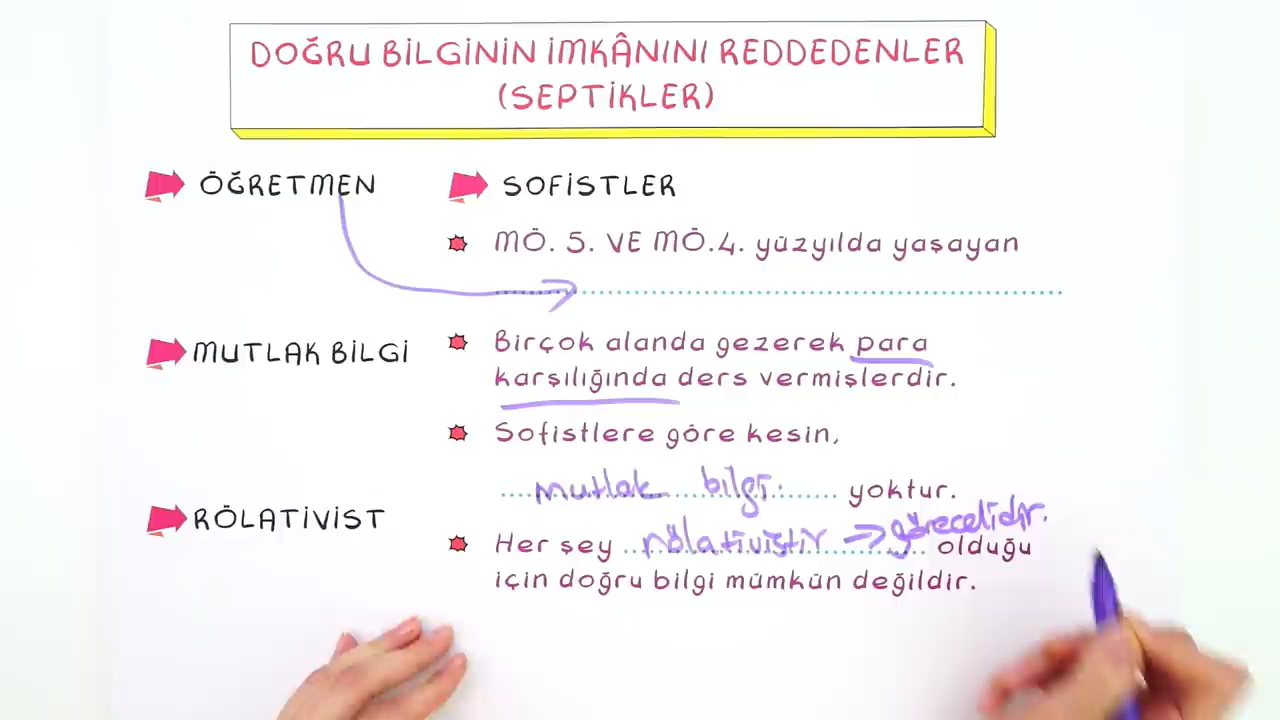 DOĞRU BİLGİNİN İMKÂNINI REDDEDENLER
(SEPTİKLER)
ÖĞRETMEN
MUTLAK BİLGİ
RÖLATİVİST
SOFİSTLER
MÖ. 5. VE MÖ.4. yüzyılda yaşayan
Birçok alanda gezerek para
karşılığında ders vermişlerdir.
Sofistlere göre kesin,
mutlak bilgi yoktur.
Her şey rölativistir → görecelidir. olduğu
için doğru bilgi mümkün değildir.